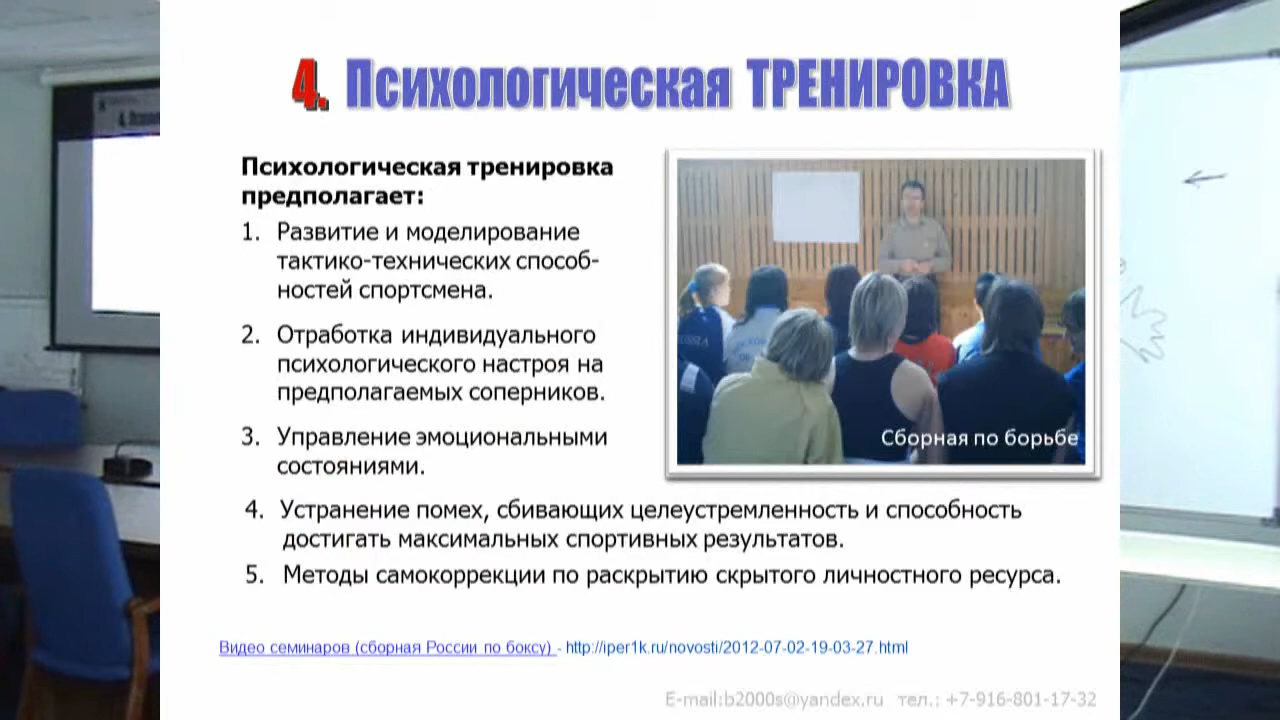 4. Психологическая ТРЕНИРОВКА
Психологическая тренировка
предполагает:
1. Развитие и моделирование
тактико-технических способ-
ностей спортсмена.
2. Отработка индивидуального
психологического настроя на
предполагаемых соперников.
3. Управление эмоциональными
состояниями.
Сборная по борьбе
4. Устранение помех, сбивающих целеустремленность и способность
достигать максимальных спортивных результатов.
5. Методы самокоррекции по раскрытию скрытого личностного ресурса.
Видео семинаров (сборная России по боксу) - http://iper1k.ru/novosti/2012-07-02-19-03-27.html
E-mail:b2000s@yandex.ru тел.: +7-916-801-17-32